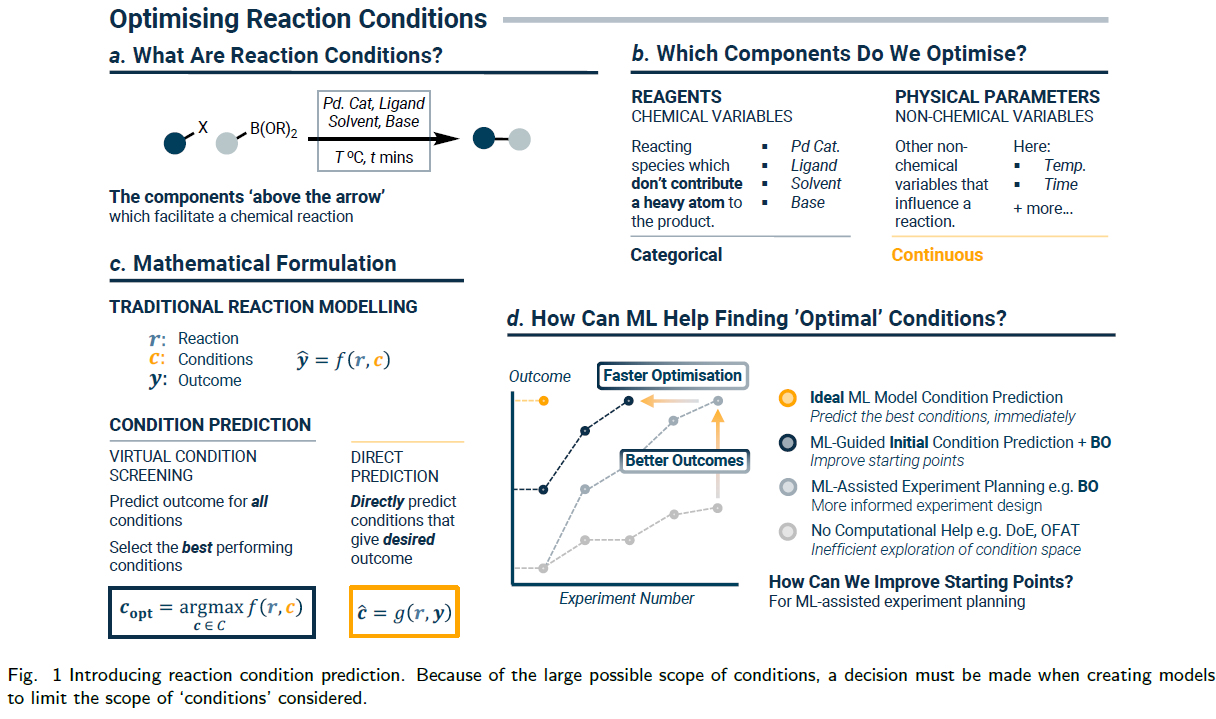 Optimising Reaction Conditions
a. What Are Reaction Conditions?
X
B(OR)2
Pd. Cat, Ligand
Solvent, Base
T ºC, t mins
The components ‘above the arrow’
which facilitate a chemical reaction
b. Which Components Do We Optimise?
REAGENTS
CHEMICAL VARIABLES
Reacting
species which
don’t contribute
a heavy atom to
the product.
▪ Pd Cat.
▪ Ligand
▪ Solvent
▪ Base
Categorical
PHYSICAL PARAMETERS
NON-CHEMICAL VARIABLES
Other non-
chemical
variables that
influence a
reaction.
Here:
▪ Temp.
▪ Time
+ more...
Continuous
c. Mathematical Formulation
TRADITIONAL REACTION MODELLING
r: Reaction
c: Conditions
y: Outcome
ŷ = f(r, c)
CONDITION PREDICTION
VIRTUAL CONDITION
SCREENING
Predict outcome for all
conditions
Select the best performing
conditions
c_opt = argmax f(r, c)
c ∈ C
DIRECT
PREDICTION
Directly predict
conditions that
give desired
outcome
ĉ = g(r, y)
d. How Can ML Help Finding ’Optimal’ Conditions?
Outcome
Faster Optimisation
Better Outcomes
Experiment Number
Ideal ML Model Condition Prediction
Predict the best conditions, immediately
ML-Guided Initial Condition Prediction + BO
Improve starting points
ML-Assisted Experiment Planning e.g. BO
More informed experiment design
No Computational Help e.g. DoE, OFAT
Inefficient exploration of condition space
How Can We Improve Starting Points?
For ML-assisted experiment planning
Fig. 1 Introducing reaction condition prediction. Because of the large possible scope of conditions, a decision must be made when creating models
to limit the scope of ‘conditions’ considered.